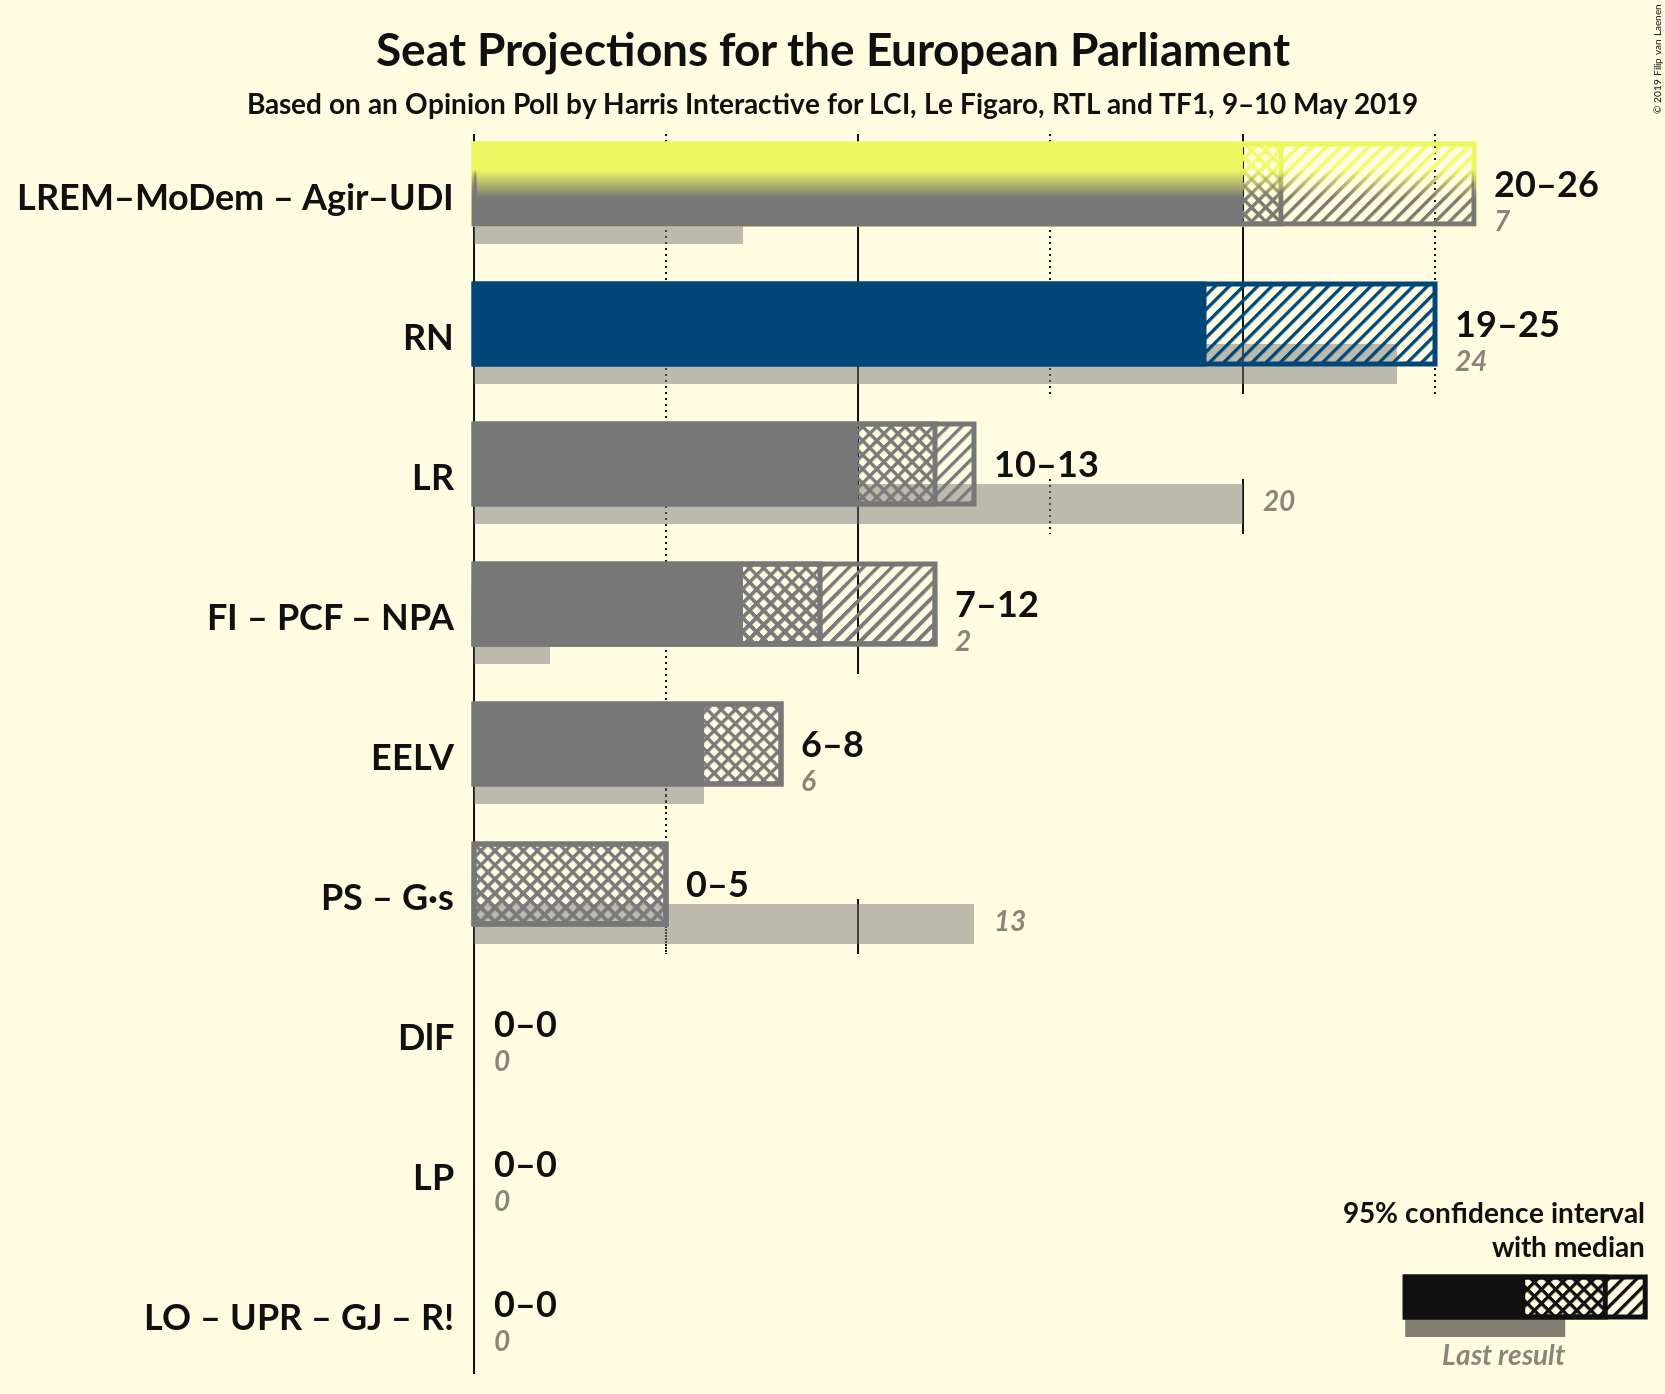 Seat Projections for the European Parliament
Based on an Opinion Poll by Harris Interactive for LCI, Le Figaro, RTL and TF1, 9–10 May 2019
© 2019 Filip van Laenen
LREM–MoDem – Agir–UDI
20–26
7
RN
19–25
24
LR
10–13
20
FI – PCF – NPA
7–12
2
EELV
6–8
6
PS – G·s
0–5
13
DlF
0–0
0
LP
0–0
0
LO – UPR – GJ – R!
0–0
0
95% confidence interval
with median
Last result